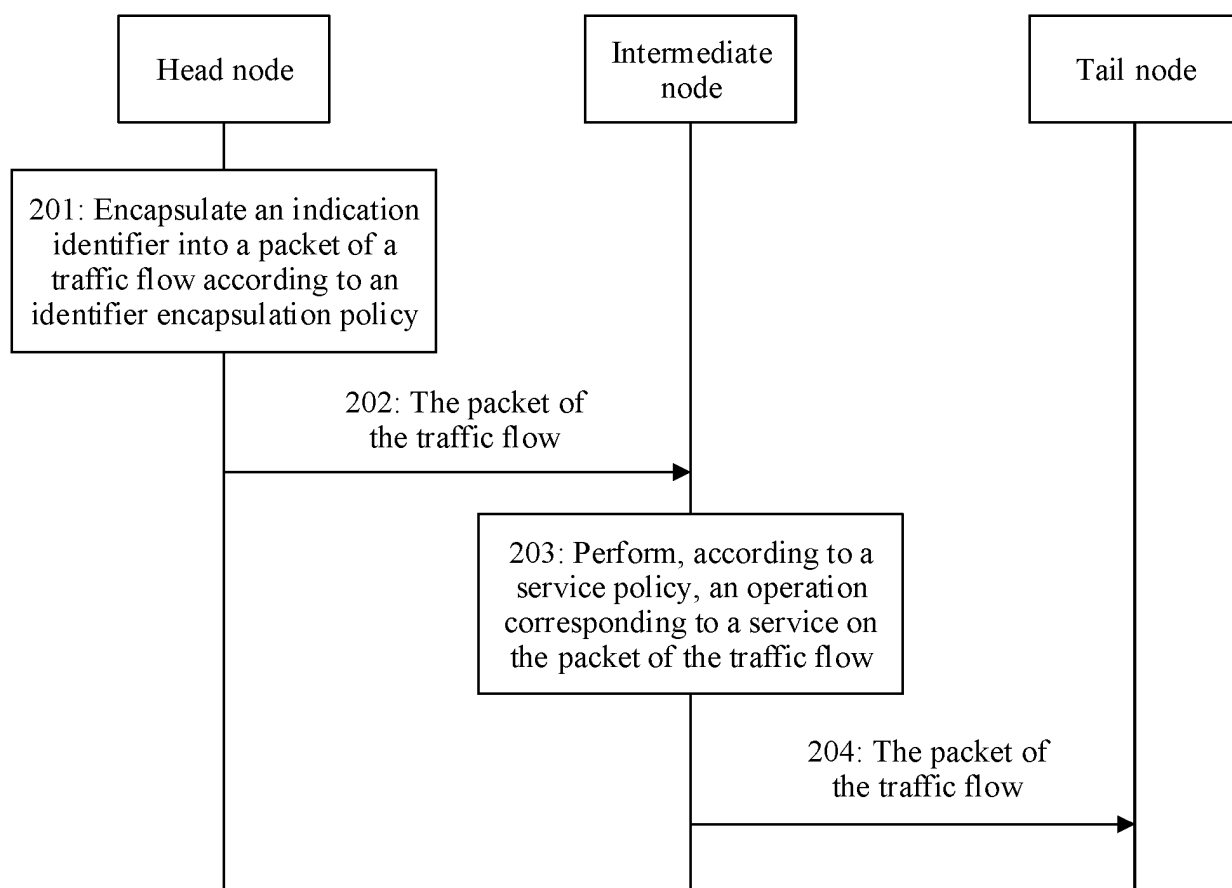 Head node
Intermediate
node
Tail node
201: Encapsulate an indication
identifier into a packet of a
traffic flow according to an
identifier encapsulation policy
202: The packet of
the traffic flow
203: Perform, according to a
service policy, an operation
corresponding to a service on
the packet of the traffic flow
204: The packet of
the traffic flow